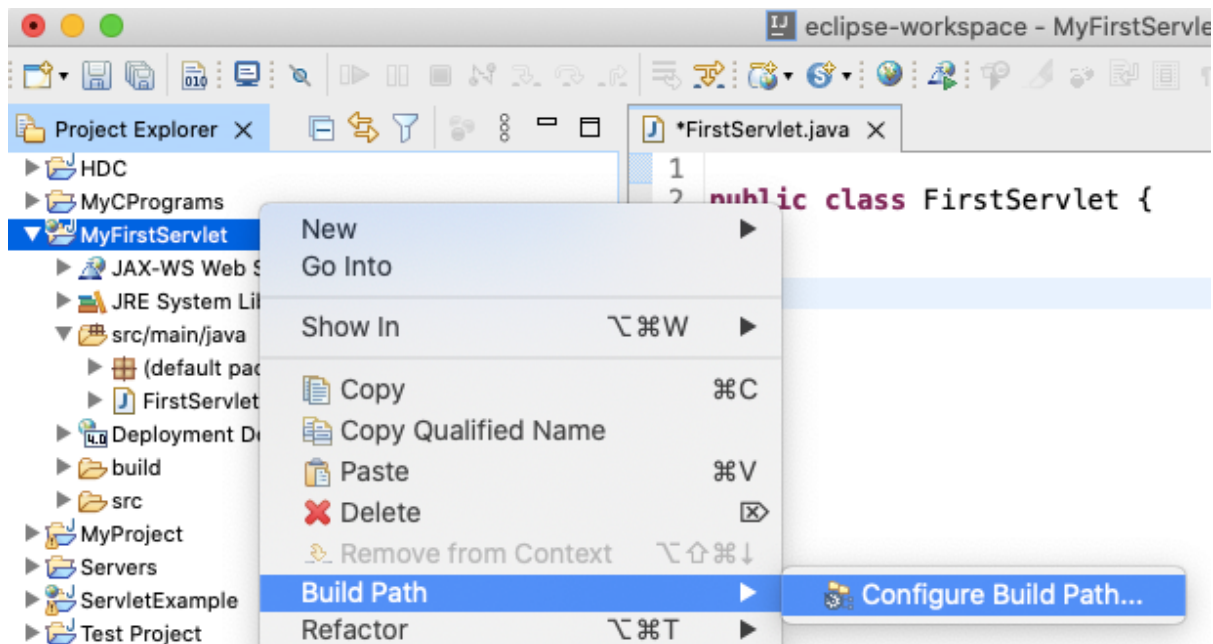 eclipse-workspace - MyFirstServle
Project Explorer
*FirstServlet.java
HDC
MyCPrograms
MyFirstServlet
JAX-WS Web S
JRE System Li
src/main/java
(default pac
FirstServlet
Deployment De
build
src
MyProject
Servers
ServletExample
Test Project
1
2 public class FirstServlet {
New
Go Into
Show In ⌥⌘W
Copy ⌘C
Copy Qualified Name
Paste ⌘V
Delete ⌦
Remove from Context ⌥⇧⌘↓
Build Path
Refactor ⌥⌘T
Configure Build Path...